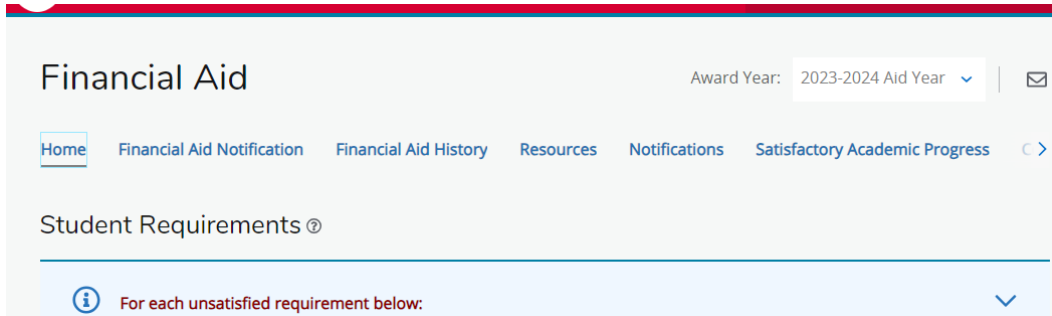 Financial Aid
Award Year: 2023-2024 Aid Year
Home Financial Aid Notification Financial Aid History Resources Notifications Satisfactory Academic Progress C
Student Requirements
For each unsatisfied requirement below: